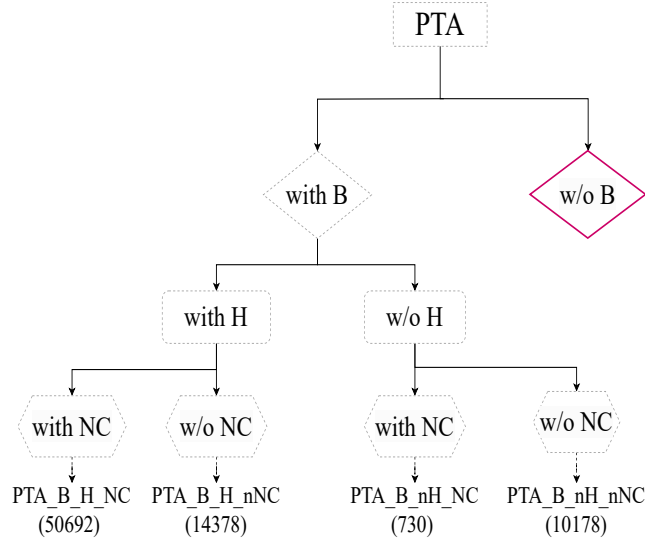 PTA
with B
w/o B
with H
w/o H
with NC
w/o NC
with NC
w/o NC
PTA_B_H_NC
(50692)
PTA_B_H_nNC
(14378)
PTA_B_nH_NC
(730)
PTA_B_nH_nNC
(10178)